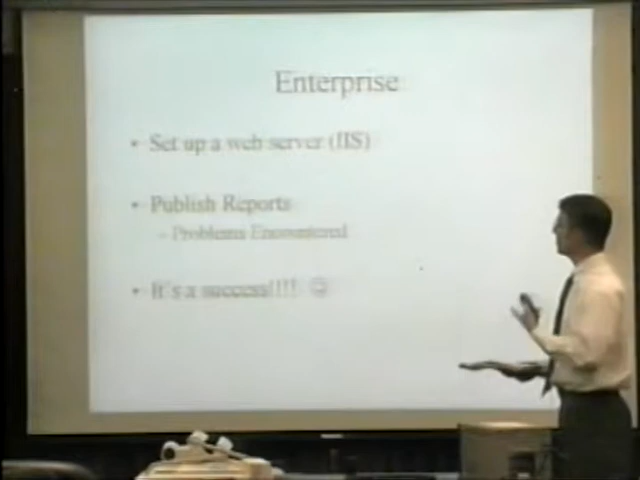 Enterprise
• Set up a web server (IIS)
• Publish Reports
– Problems Encountered
• It's a success!!!! ☺